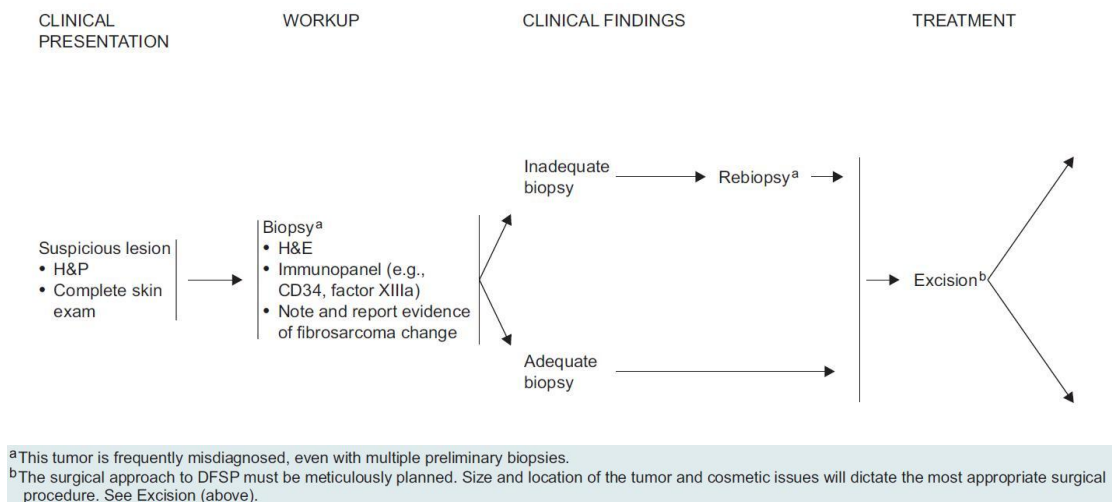 CLINICAL
PRESENTATION
WORKUP
CLINICAL FINDINGS
TREATMENT
Suspicious lesion
• H&P
• Complete skin
exam
Biopsyᵃ
• H&E
• Immunopanel (e.g.,
CD34, factor XIIIa)
• Note and report evidence
of fibrosarcoma change
Inadequate
biopsy
Rebiopsyᵃ
Adequate
biopsy
Excisionᵇ
ᵃThis tumor is frequently misdiagnosed, even with multiple preliminary biopsies.
ᵇThe surgical approach to DFSP must be meticulously planned. Size and location of the tumor and cosmetic issues will dictate the most appropriate surgical
procedure. See Excision (above).